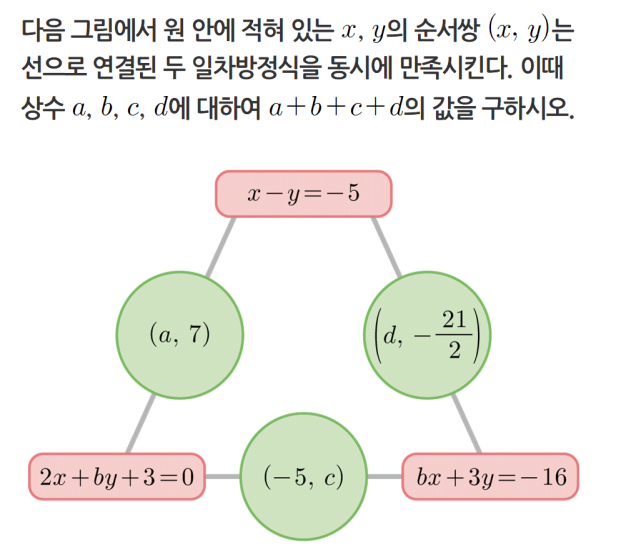 다음 그림에서 원 안에 적혀 있는 x, y의 순서쌍 (x, y)는
선으로 연결된 두 일차방정식을 동시에 만족시킨다. 이때
상수 a, b, c, d에 대하여 a+b+c+d의 값을 구하시오.
x-y=-5
(a, 7)
(d, -21/2)
2x+by+3=0
(-5, c)
bx+3y=-16